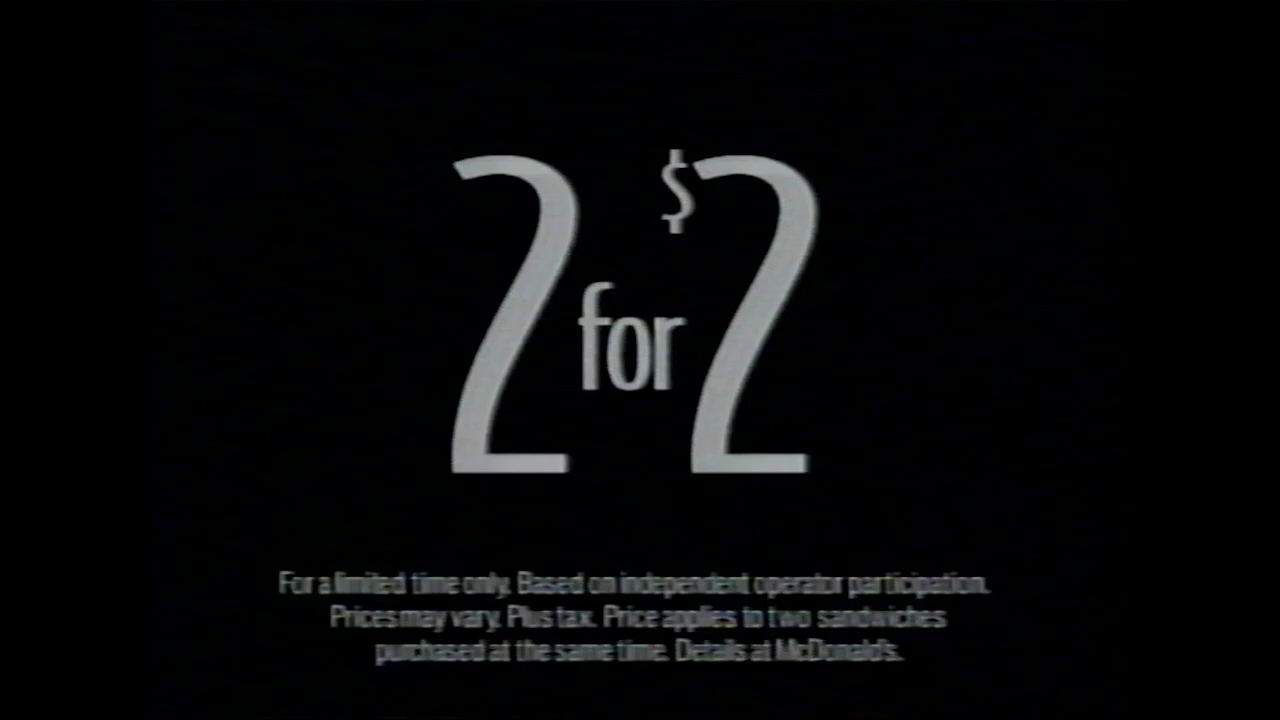 2 for $2
For a limited time only. Based on independent operator participation.
Prices may vary. Plus tax. Price applies to two sandwiches
purchased at the same time. Details at McDonald's.